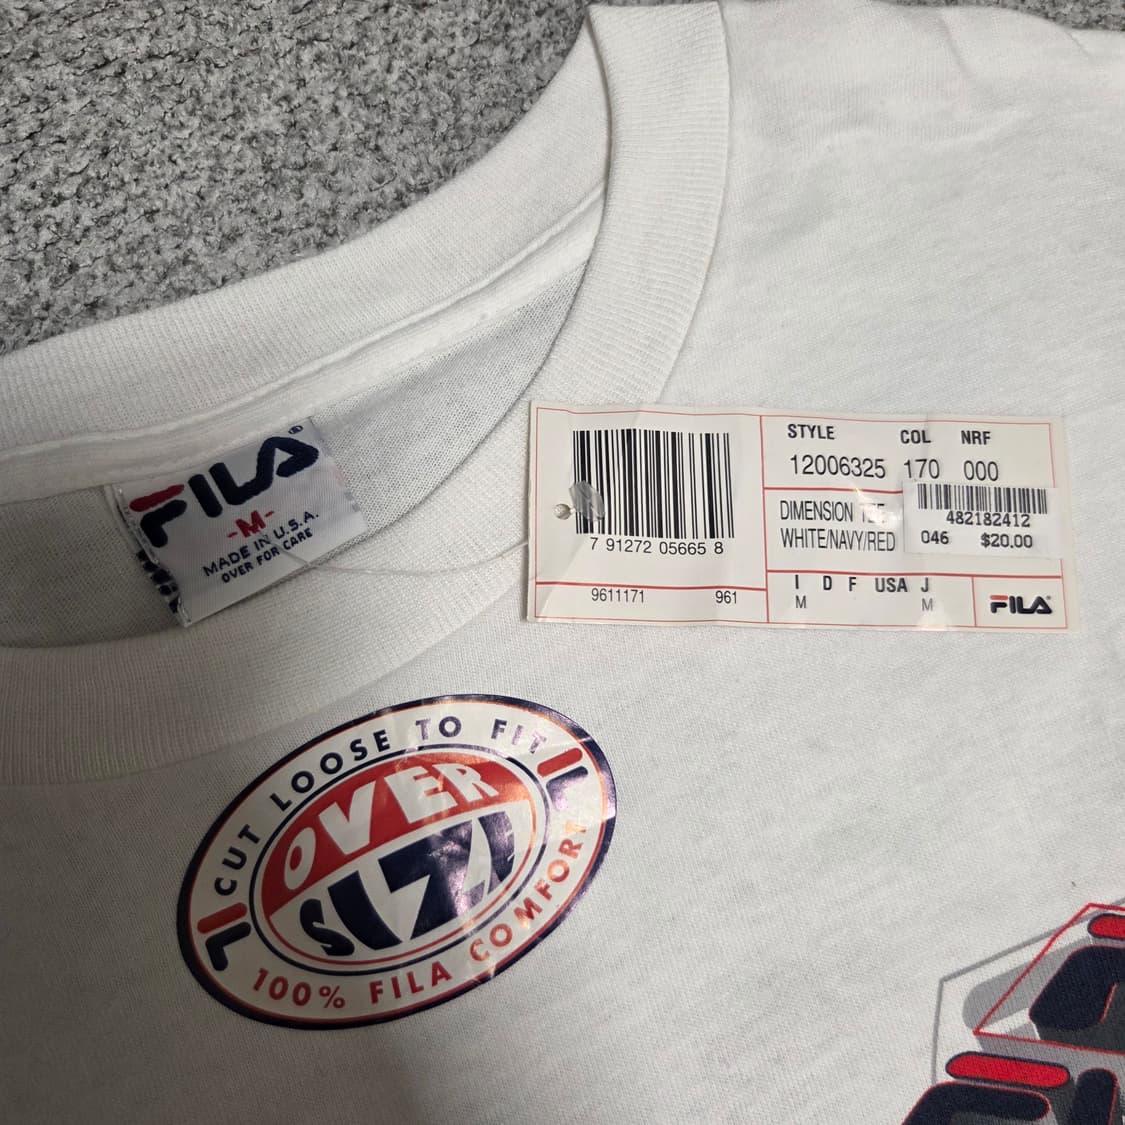 FILA®
-M-
MADE IN U.S.A.
OVER FOR CARE
STYLE COL NRF
12006325 170 000
DIMENSION TEE
WHITE/NAVY/RED
482182412
046 $20.00
7 91272 05665 8
9611171 961
I D F USA J
M M
FILA®
CUT LOOSE TO FIT
OVER
SIZE
100% FILA COMFORT